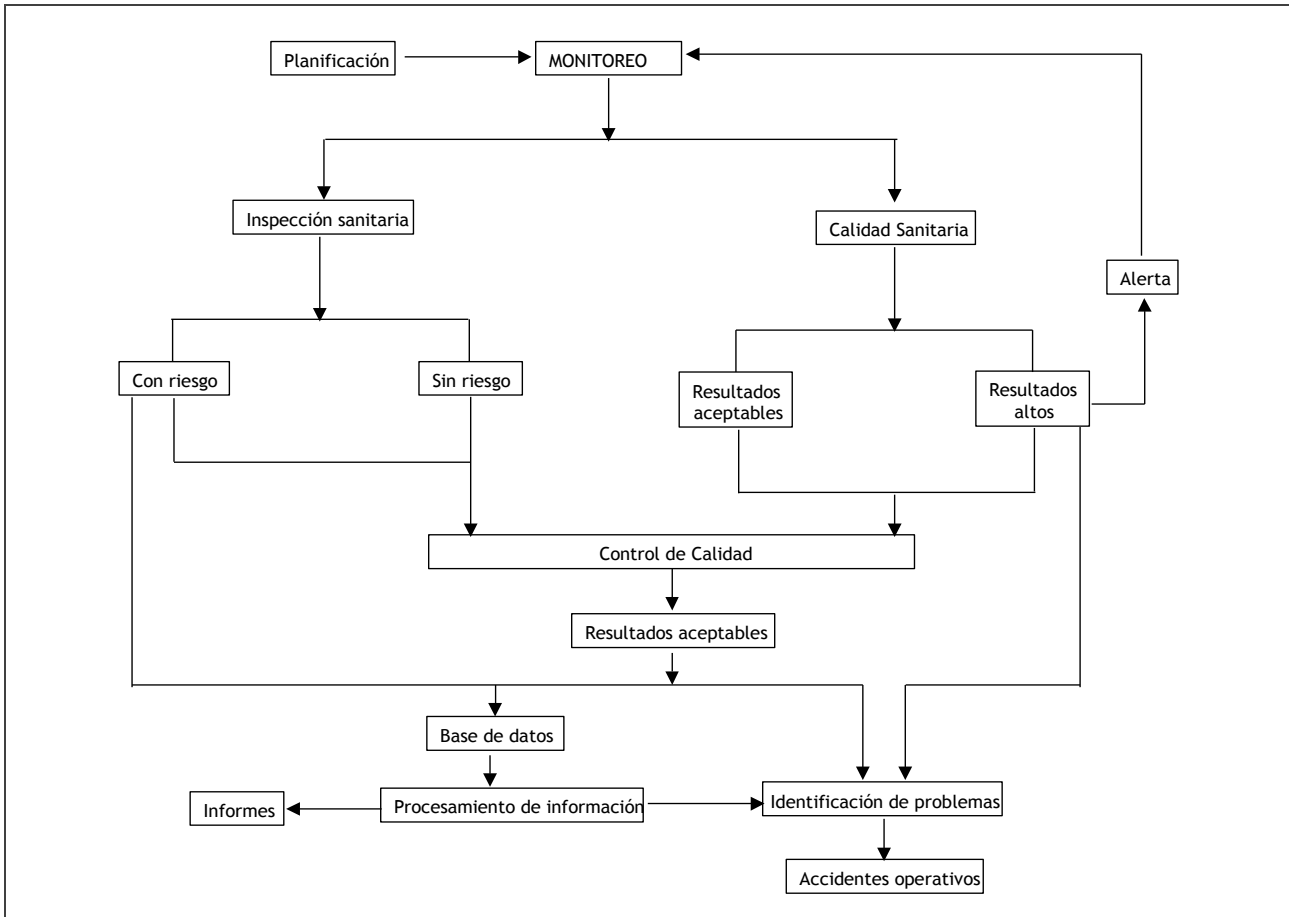 Planificación
MONITOREO
Inspección sanitaria
Calidad Sanitaria
Alerta
Con riesgo
Sin riesgo
Resultados
aceptables
Resultados
altos
Control de Calidad
Resultados aceptables
Base de datos
Informes
Procesamiento de información
Identificación de problemas
Accidentes operativos